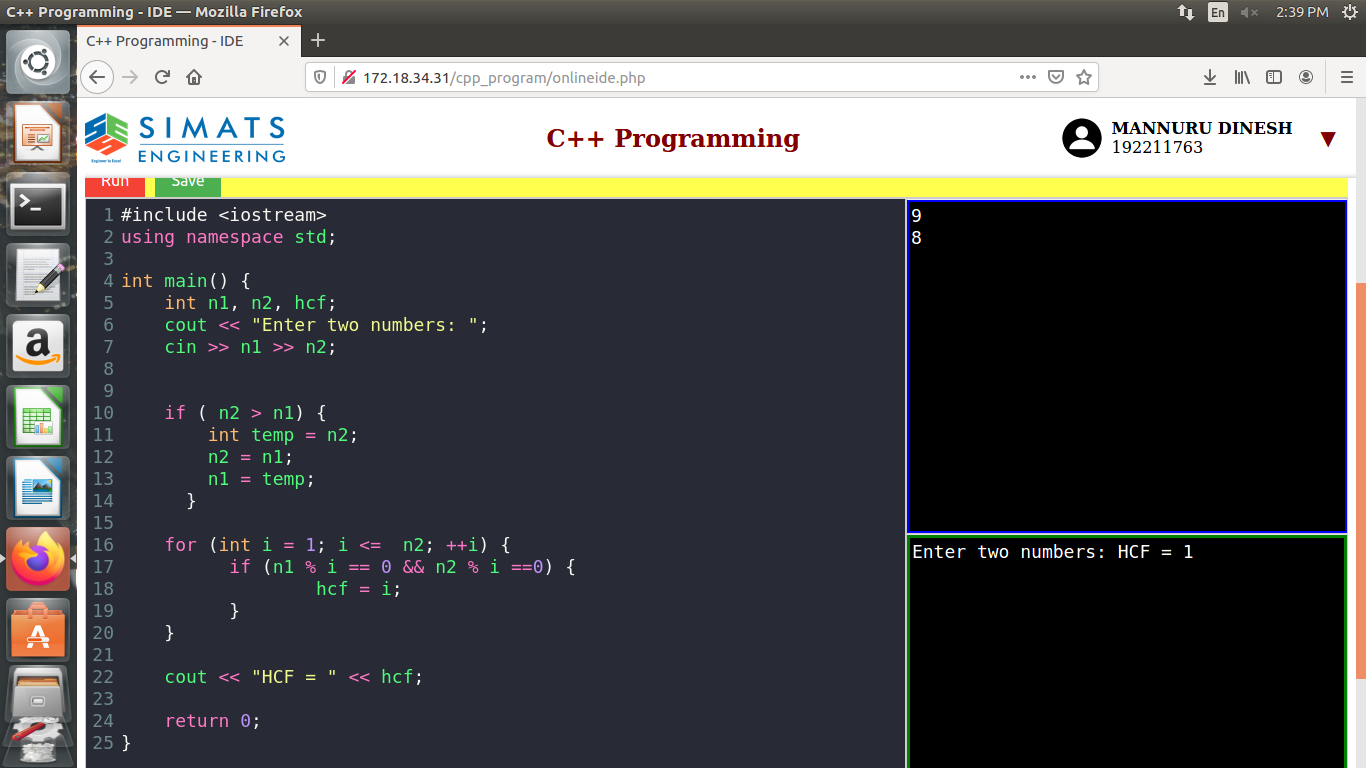 C++ Programming - IDE — Mozilla Firefox
En
2:39 PM
C++ Programming - IDE
172.18.34.31/cpp_program/onlineide.php
SIMATS
ENGINEERING
Engineer to Excel
C++ Programming
MANNURU DINESH
192211763
Run
Save
1 #include <iostream>
2 using namespace std;
3
4 int main() {
5     int n1, n2, hcf;
6     cout << "Enter two numbers: ";
7     cin >> n1 >> n2;
8
9
10     if ( n2 > n1) {
11         int temp = n2;
12         n2 = n1;
13         n1 = temp;
14       }
15
16     for (int i = 1; i <=  n2; ++i) {
17           if (n1 % i == 0 && n2 % i ==0) {
18                   hcf = i;
19           }
20     }
21
22     cout << "HCF = " << hcf;
23
24     return 0;
25 }
9
8
Enter two numbers: HCF = 1